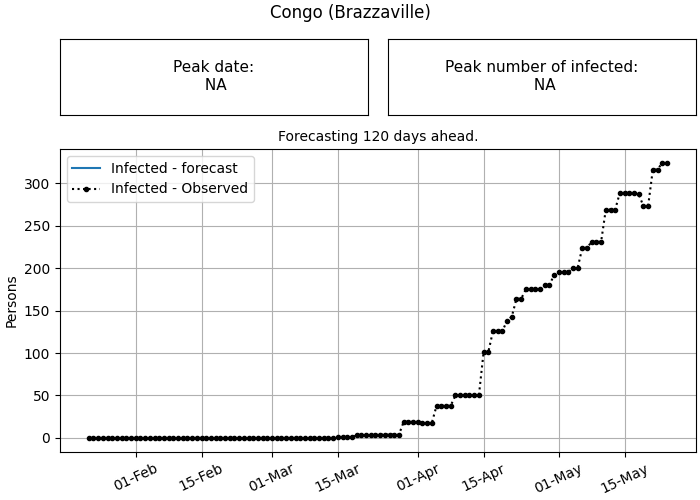 Congo (Brazzaville)
Peak date:
NA
Peak number of infected:
NA
Forecasting 120 days ahead.
Infected - forecast
Infected - Observed
Persons
300
250
200
150
100
50
0
01-Feb
15-Feb
01-Mar
15-Mar
01-Apr
15-Apr
01-May
15-May